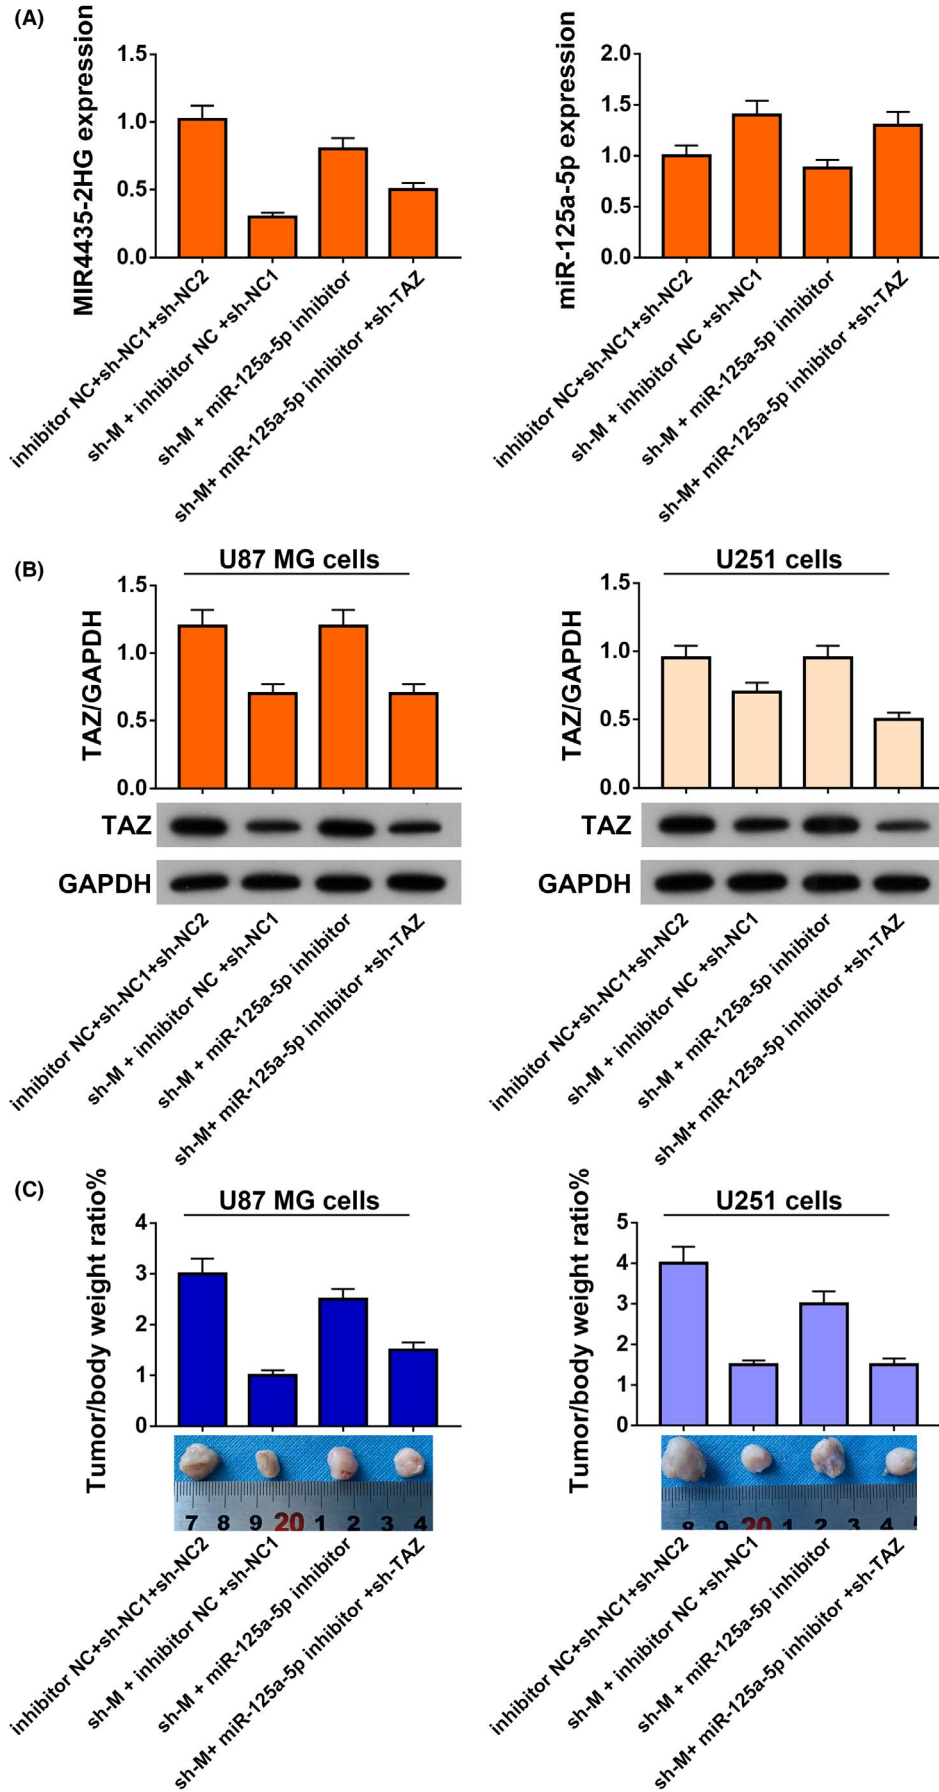 (A)
MIR4435-2HG expression
1.5
1.0
0.5
0.0
inhibitor NC+sh-NC1+sh-NC2
sh-M + inhibitor NC +sh-NC1
sh-M + miR-125a-5p inhibitor
sh-M+ miR-125a-5p inhibitor +sh-TAZ
miR-125a-5p expression
2.0
1.5
1.0
0.5
0.0
inhibitor NC+sh-NC1+sh-NC2
sh-M + inhibitor NC +sh-NC1
sh-M + miR-125a-5p inhibitor
sh-M+ miR-125a-5p inhibitor +sh-TAZ
(B)
U87 MG cells
TAZ/GAPDH
1.5
1.0
0.5
0.0
TAZ
GAPDH
inhibitor NC+sh-NC1+sh-NC2
sh-M + inhibitor NC +sh-NC1
sh-M + miR-125a-5p inhibitor
sh-M+ miR-125a-5p inhibitor +sh-TAZ
U251 cells
TAZ/GAPDH
1.5
1.0
0.5
0.0
TAZ
GAPDH
inhibitor NC+sh-NC1+sh-NC2
sh-M + inhibitor NC +sh-NC1
sh-M + miR-125a-5p inhibitor
sh-M+ miR-125a-5p inhibitor +sh-TAZ
(C)
U87 MG cells
Tumor/body weight ratio%
4
3
2
1
0
7 8 9 20 1 2 3 4
inhibitor NC+sh-NC1+sh-NC2
sh-M + inhibitor NC +sh-NC1
sh-M + miR-125a-5p inhibitor
sh-M+ miR-125a-5p inhibitor +sh-TAZ
U251 cells
Tumor/body weight ratio%
5
4
3
2
1
0
8 9 20 1 2 3 4
inhibitor NC+sh-NC1+sh-NC2
sh-M + inhibitor NC +sh-NC1
sh-M + miR-125a-5p inhibitor
sh-M+ miR-125a-5p inhibitor +sh-TAZ